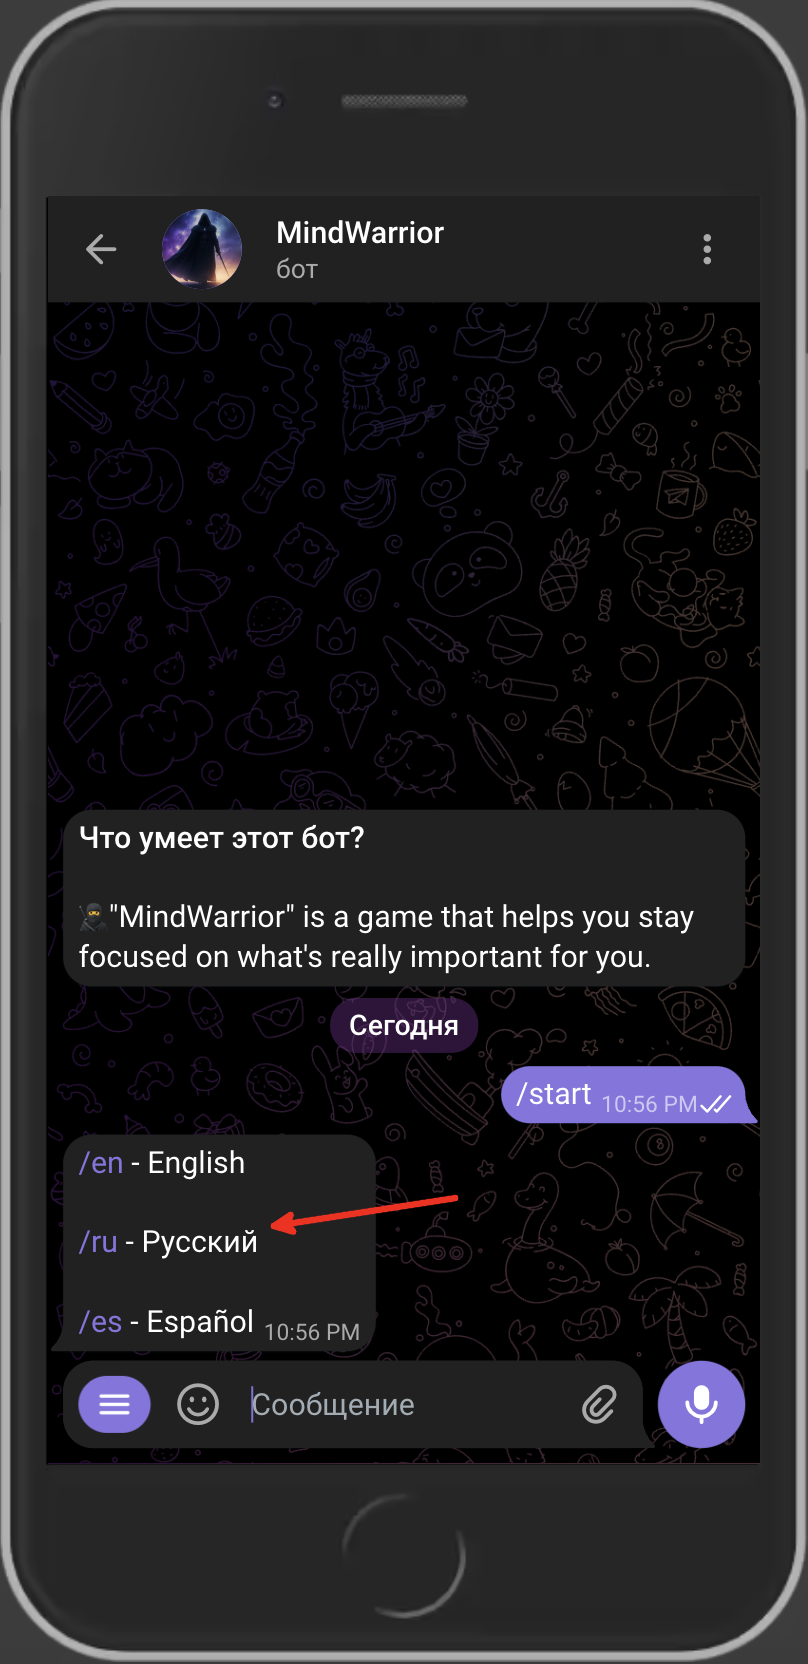 MindWarrior
бот
Что умеет этот бот?
🥷"MindWarrior" is a game that helps you stay
focused on what's really important for you.
Сегодня
/start 10:56 PM
/en - English
/ru - Русский
/es - Español 10:56 PM
Сообщение